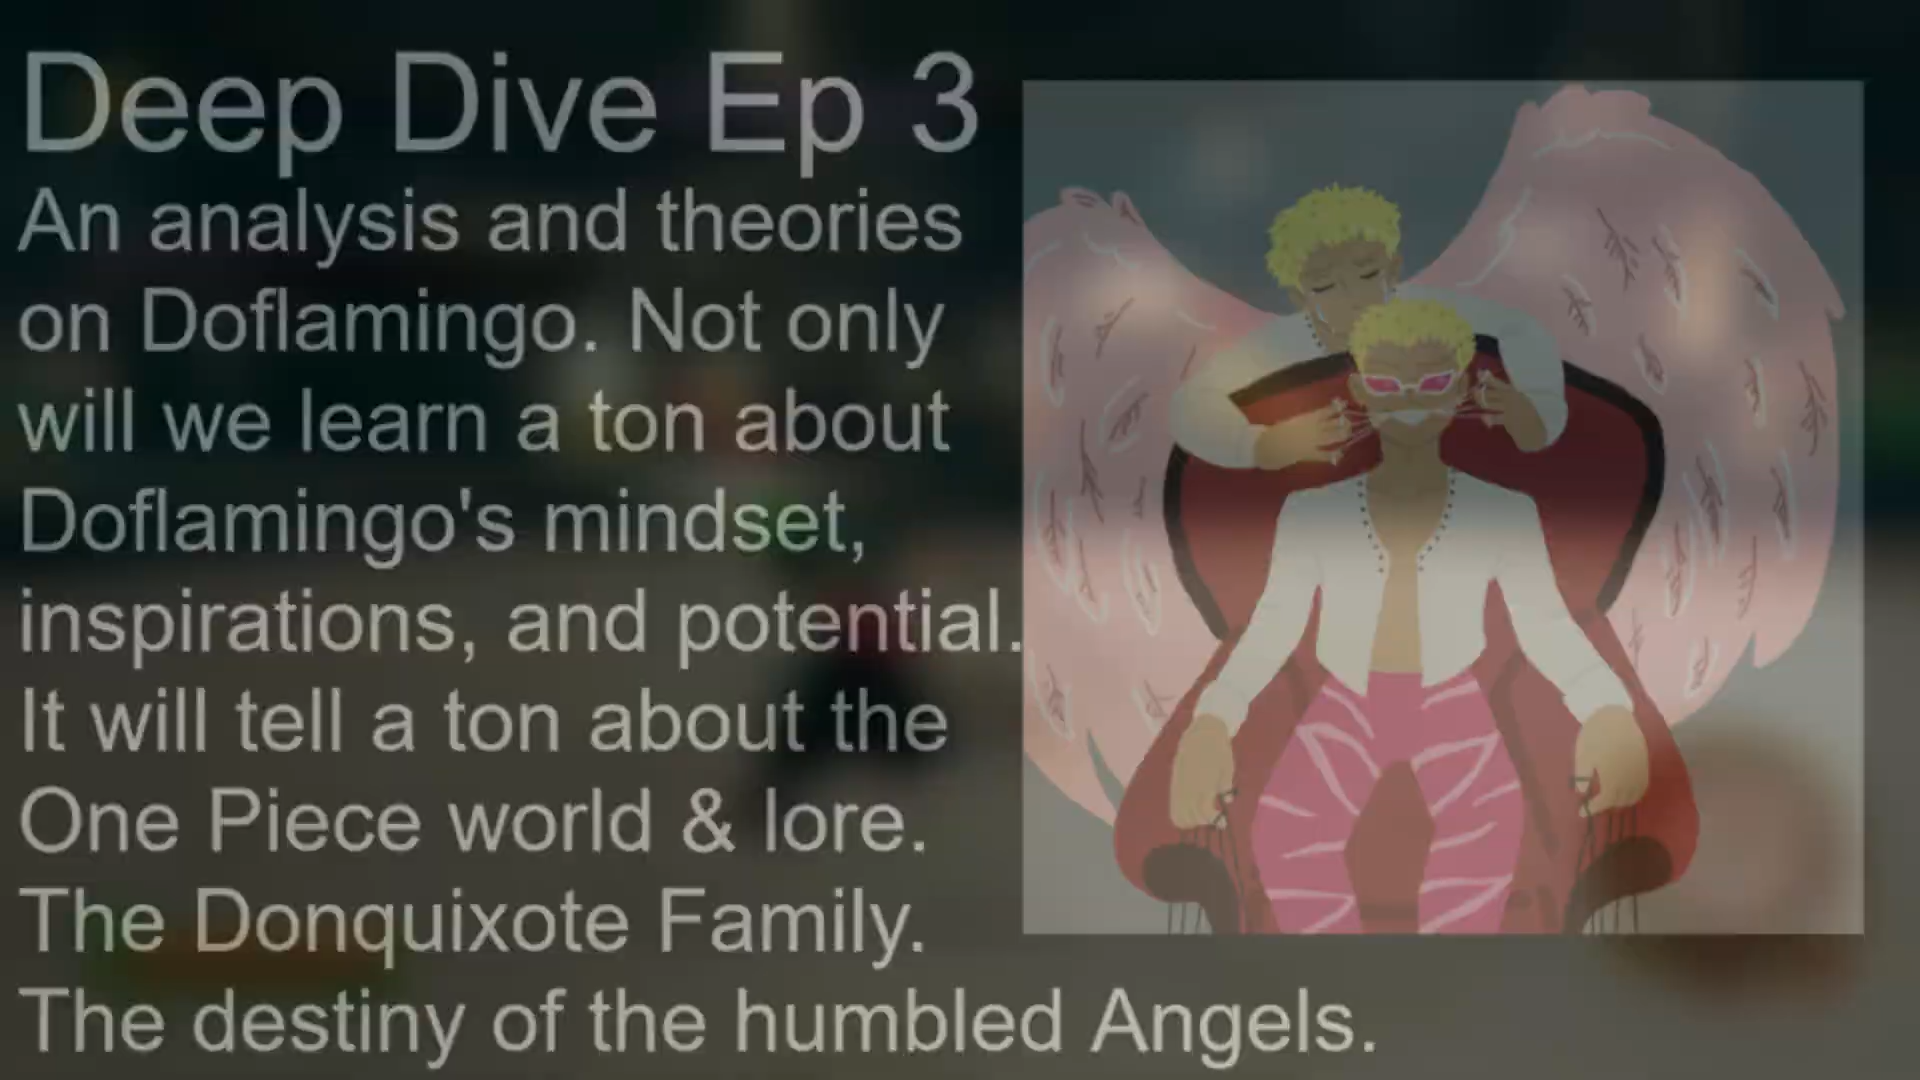 Deep Dive Ep 3
An analysis and theories
on Doflamingo. Not only
will we learn a ton about
Doflamingo's mindset,
inspirations, and potential.
It will tell a ton about the
One Piece world & lore.
The Donquixote Family.
The destiny of the humbled Angels.